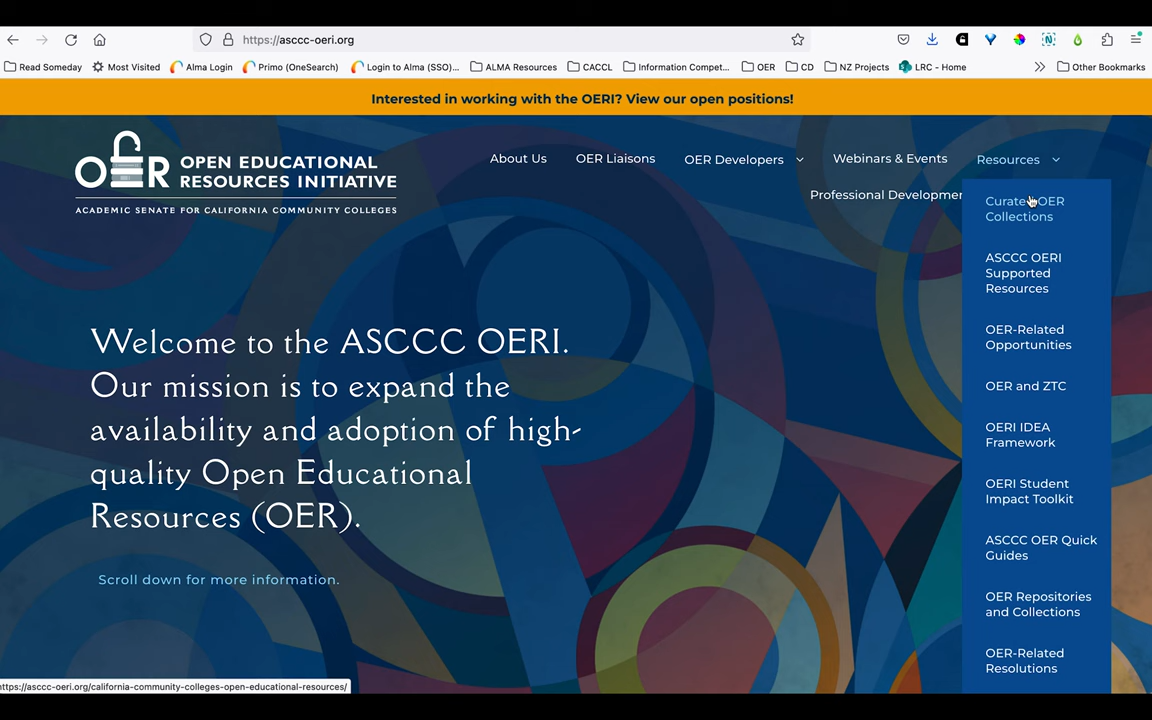 https://asccc-oeri.org
Read Someday
Most Visited
Alma Login
Primo (OneSearch)
Login to Alma (SSO)...
ALMA Resources
CACCL
Information Compet...
OER
CD
NZ Projects
LRC - Home
Other Bookmarks
Interested in working with the OERI? View our open positions!
OER
OPEN EDUCATIONAL
RESOURCES INITIATIVE
ACADEMIC SENATE FOR CALIFORNIA COMMUNITY COLLEGES
About Us
OER Liaisons
OER Developers
Webinars & Events
Resources
Professional Developmen
Curated OER
Collections
ASCCC OERI
Supported
Resources
OER-Related
Opportunities
OER and ZTC
OERI IDEA
Framework
OERI Student
Impact Toolkit
ASCCC OER Quick
Guides
OER Repositories
and Collections
OER-Related
Resolutions
Welcome to the ASCCC OERI.
Our mission is to expand the
availability and adoption of high-
quality Open Educational
Resources (OER).
Scroll down for more information.
https://asccc-oeri.org/california-community-colleges-open-educational-resources/